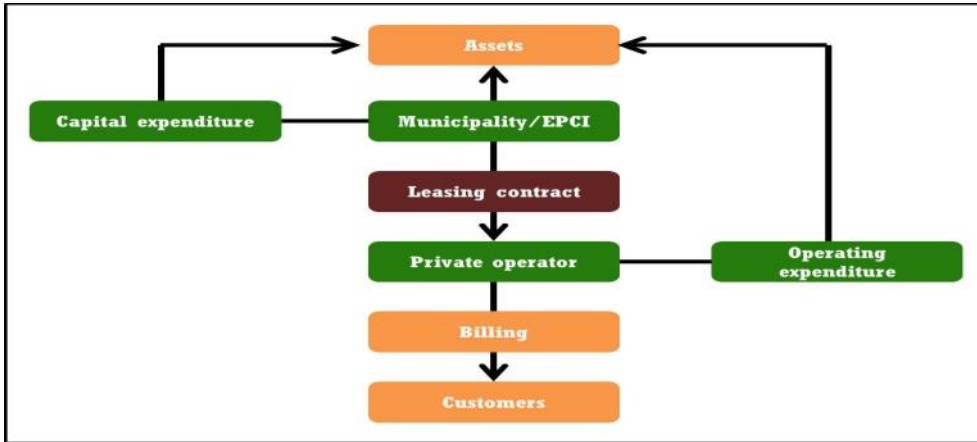 Assets
Capital expenditure
Municipality/EPCI
Leasing contract
Private operator
Operating
expenditure
Billing
Customers